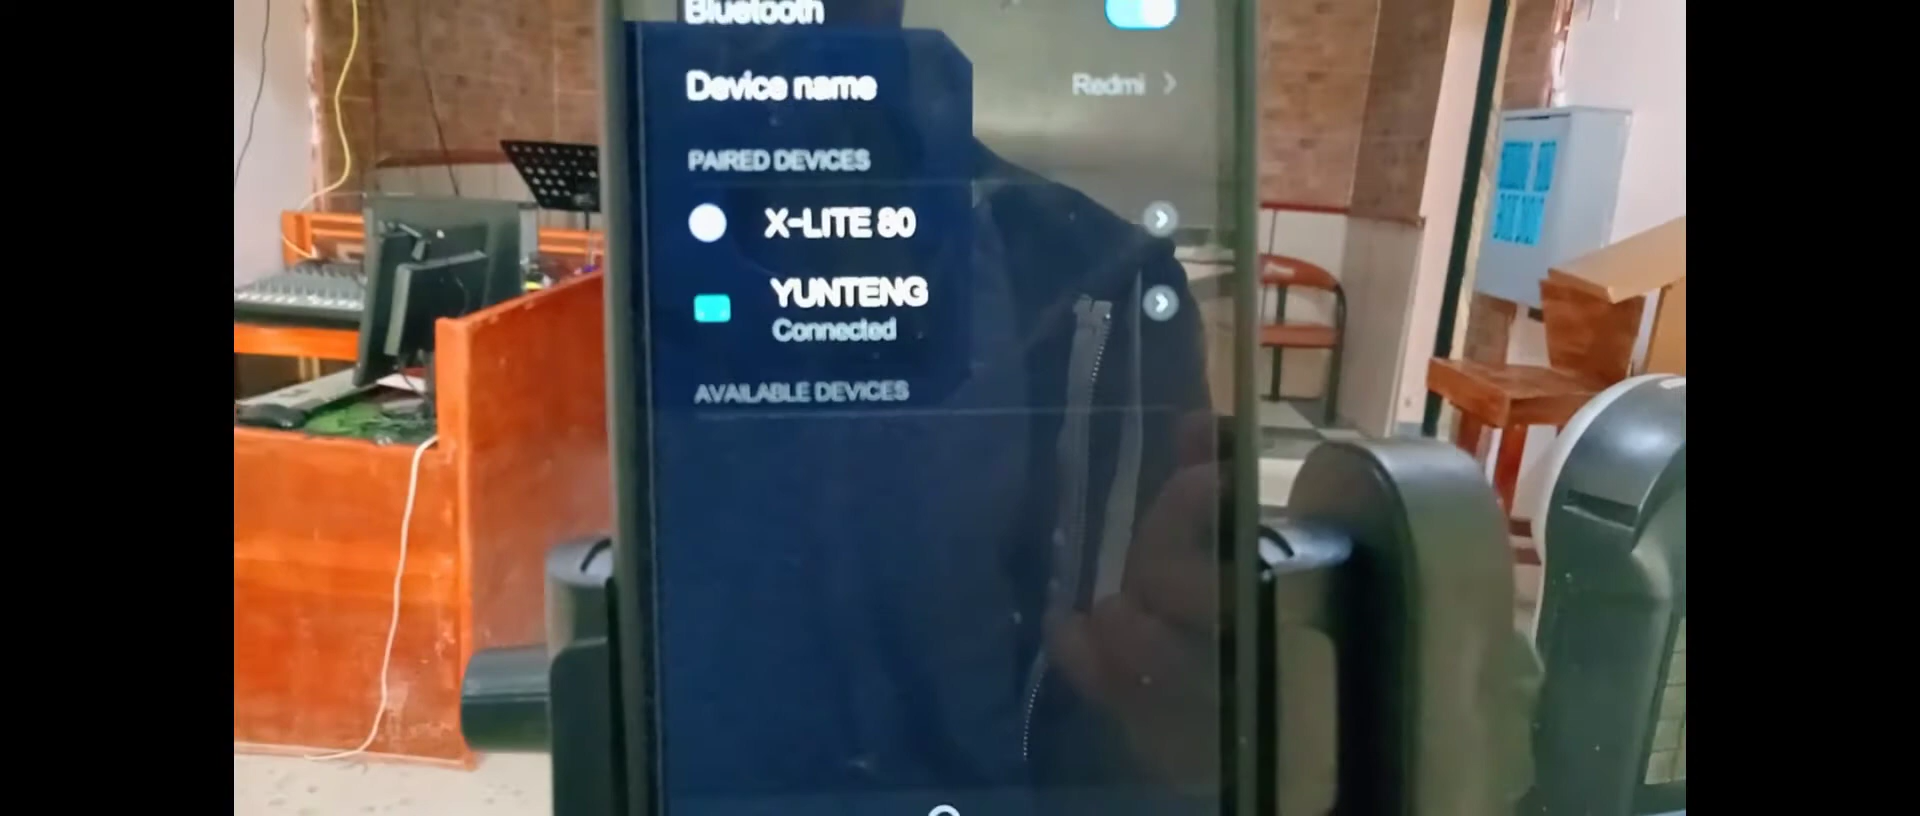 Bluetooth
Device name
Redmi
PAIRED DEVICES
X-LITE 80
YUNTENG
Connected
AVAILABLE DEVICES